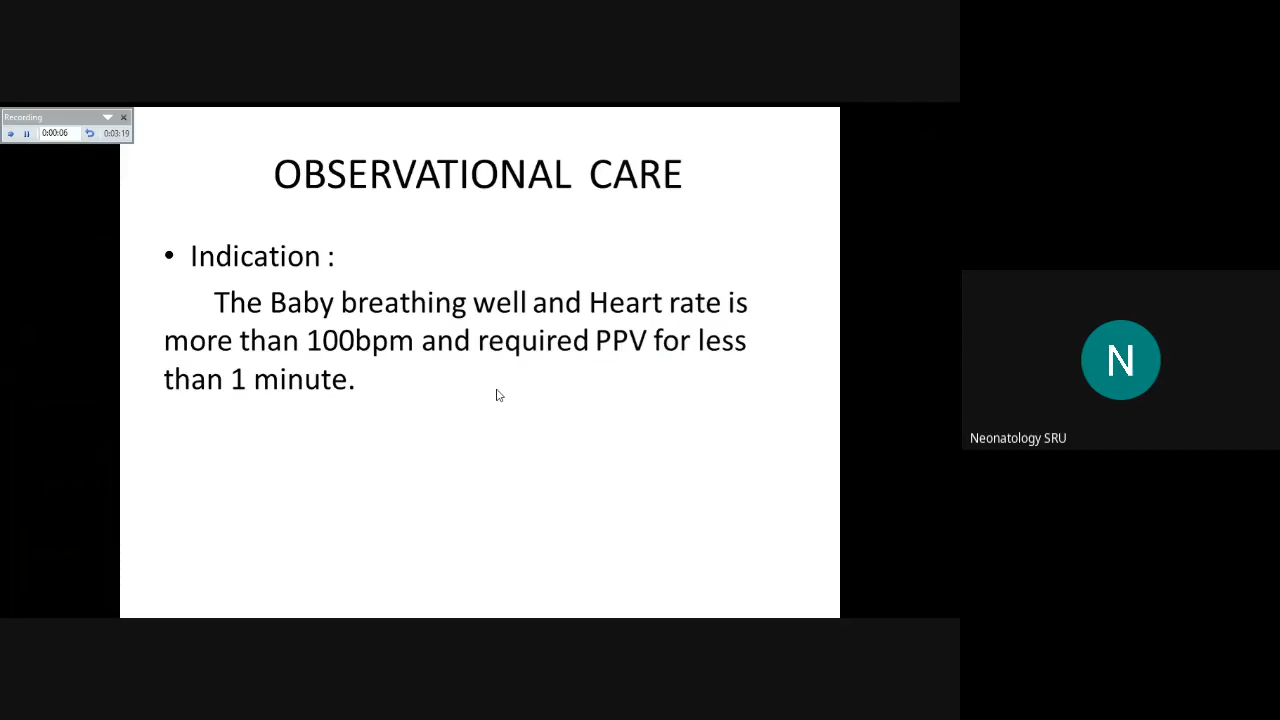 Recording
0:00:06
0:03:19
OBSERVATIONAL CARE
• Indication :
The Baby breathing well and Heart rate is
more than 100bpm and required PPV for less
than 1 minute.
N
Neonatology SRU